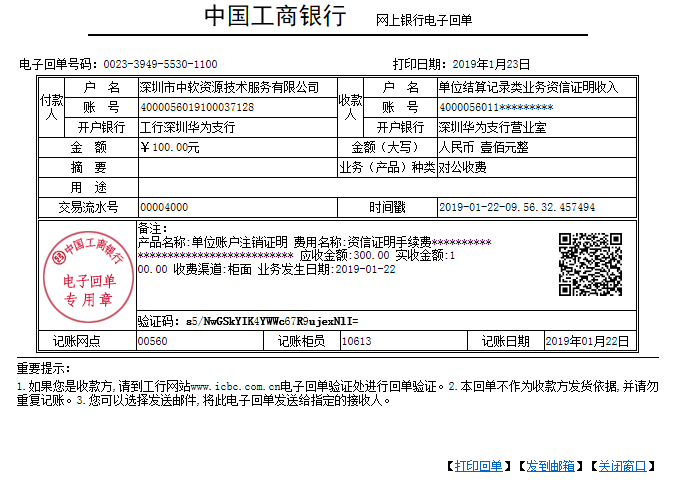 中国工商银行 网上银行电子回单
电子回单号码：0023-3949-5530-1100 打印日期：2019年1月23日
付款人 户 名 深圳市中软资源技术服务有限公司 收款人 户 名 单位结算记录类业务资信证明收入
账 号 4000056019100037128 账 号 4000056011*********
开户银行 工行深圳华为支行 开户银行 深圳华为支行营业室
金 额 ￥100.00元 金额（大写） 人民币 壹佰元整
摘 要 业务（产品）种类 对公收费
用 途
交易流水号 00004000 时间戳 2019-01-22-09.56.32.457494
中国工商银行
电子回单
专用章
备注：
产品名称:单位账户注销证明 费用名称:资信证明手续费**********
************************** 应收金额:300.00 实收金额:1
00.00 收费渠道:柜面 业务发生日期:2019-01-22
验证码：s5/NwGSkYIK4YWWc67R9ujexNlI=
记账网点 00560 记账柜员 10613 记账日期 2019年01月22日
重要提示：
1.如果您是收款方,请到工行网站www.icbc.com.cn电子回单验证处进行回单验证。2.本回单不作为收款方发货依据,并请勿
重复记账。3.您可以选择发送邮件,将此电子回单发送给指定的接收人。
【打印回单】【发到邮箱】【关闭窗口】